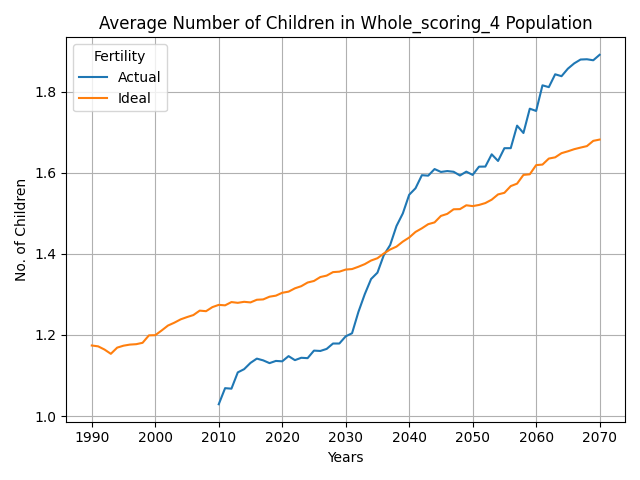 Average Number of Children in Whole_scoring_4 Population
Fertility
Actual
Ideal
No. of Children
1.8
1.6
1.4
1.2
1.0
1990 2000 2010 2020 2030 2040 2050 2060 2070
Years